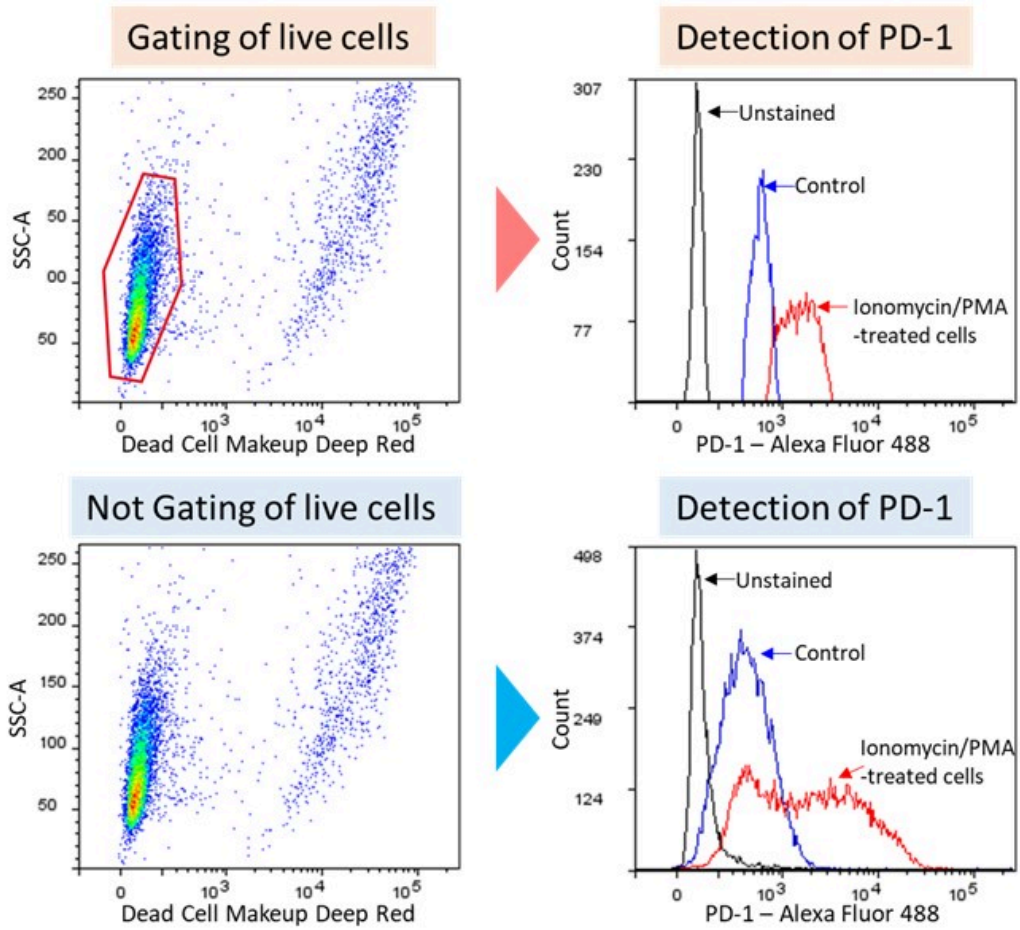 Gating of live cells
Detection of PD-1
250
200
50
00
50
SSC-A
0
10³
10⁴
10⁵
Dead Cell Makeup Deep Red
307
230
154
77
Count
Unstained
Control
Ionomycin/PMA
-treated cells
0
10³
10⁴
10⁵
PD-1 – Alexa Fluor 488
Not Gating of live cells
Detection of PD-1
250
200
150
100
50
SSC-A
0
10³
10⁴
10⁵
Dead Cell Makeup Deep Red
498
374
249
124
Count
Unstained
Control
Ionomycin/PMA
-treated cells
0
10³
10⁴
10⁵
PD-1 – Alexa Fluor 488